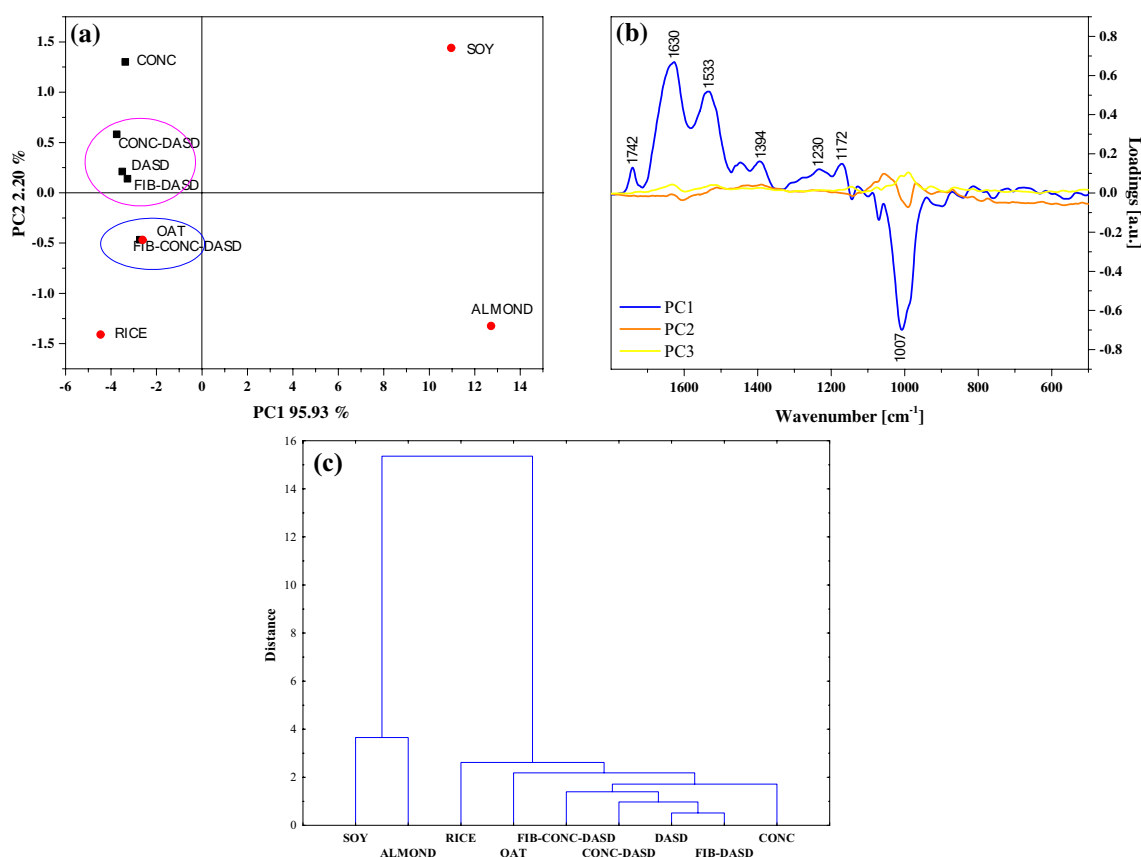 (a)
1.5
1.0
0.5
0.0
-0.5
-1.0
-1.5
PC2 2.20 %
CONC
SOY
CONC-DASD
DASD
FIB-DASD
OAT
FIB-CONC-DASD
RICE
ALMOND
-6 -4 -2 0 2 4 6 8 10 12 14
PC1 95.93 %
(b)
1742
1630
1533
1394
1230
1172
1007
PC1
PC2
PC3
0.8
0.6
0.4
0.2
0.0
-0.2
-0.4
-0.6
-0.8
Loadings [a.u.]
1600 1400 1200 1000 800 600
Wavenumber [cm-1]
(c)
16
14
12
10
8
6
4
2
0
Distance
SOY RICE FIB-CONC-DASD DASD CONC
ALMOND OAT CONC-DASD FIB-DASD